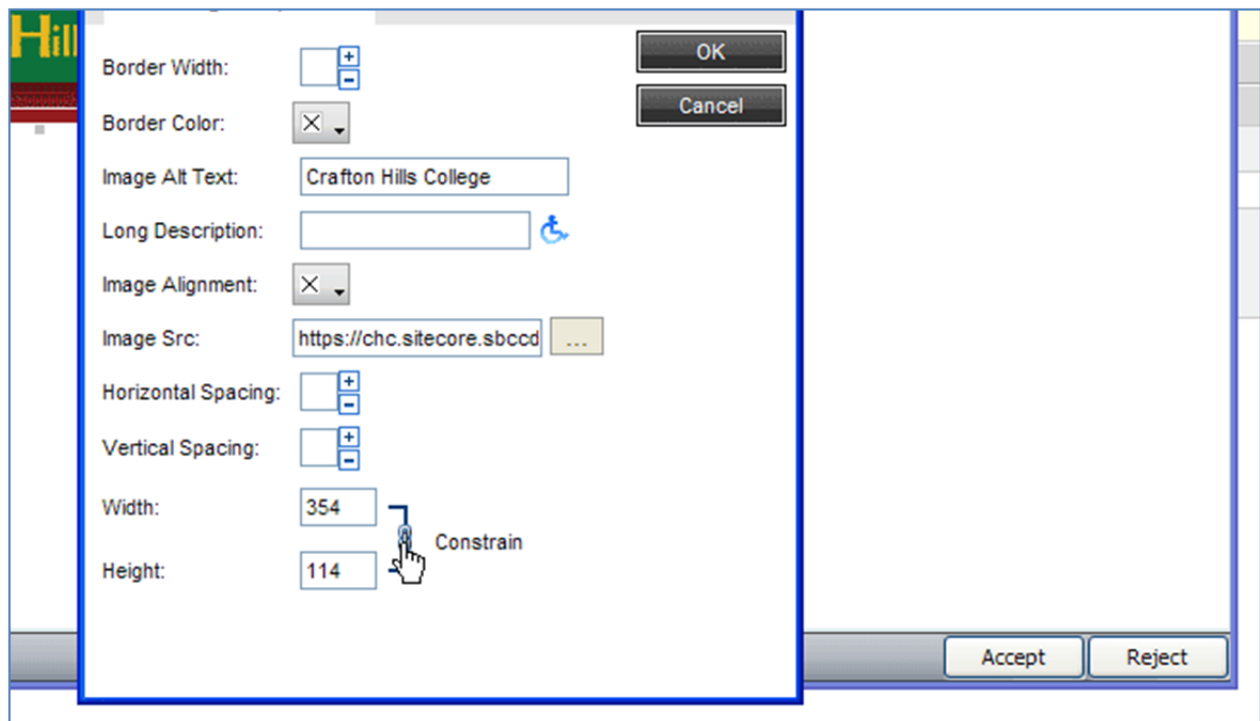 Hill
Border Width:
OK
Border Color:
Cancel
Image Alt Text: Crafton Hills College
Long Description:
Image Alignment:
Image Src: https://chc.sitecore.sbccd ...
Horizontal Spacing:
Vertical Spacing:
Width: 354
Constrain
Height: 114
Accept Reject